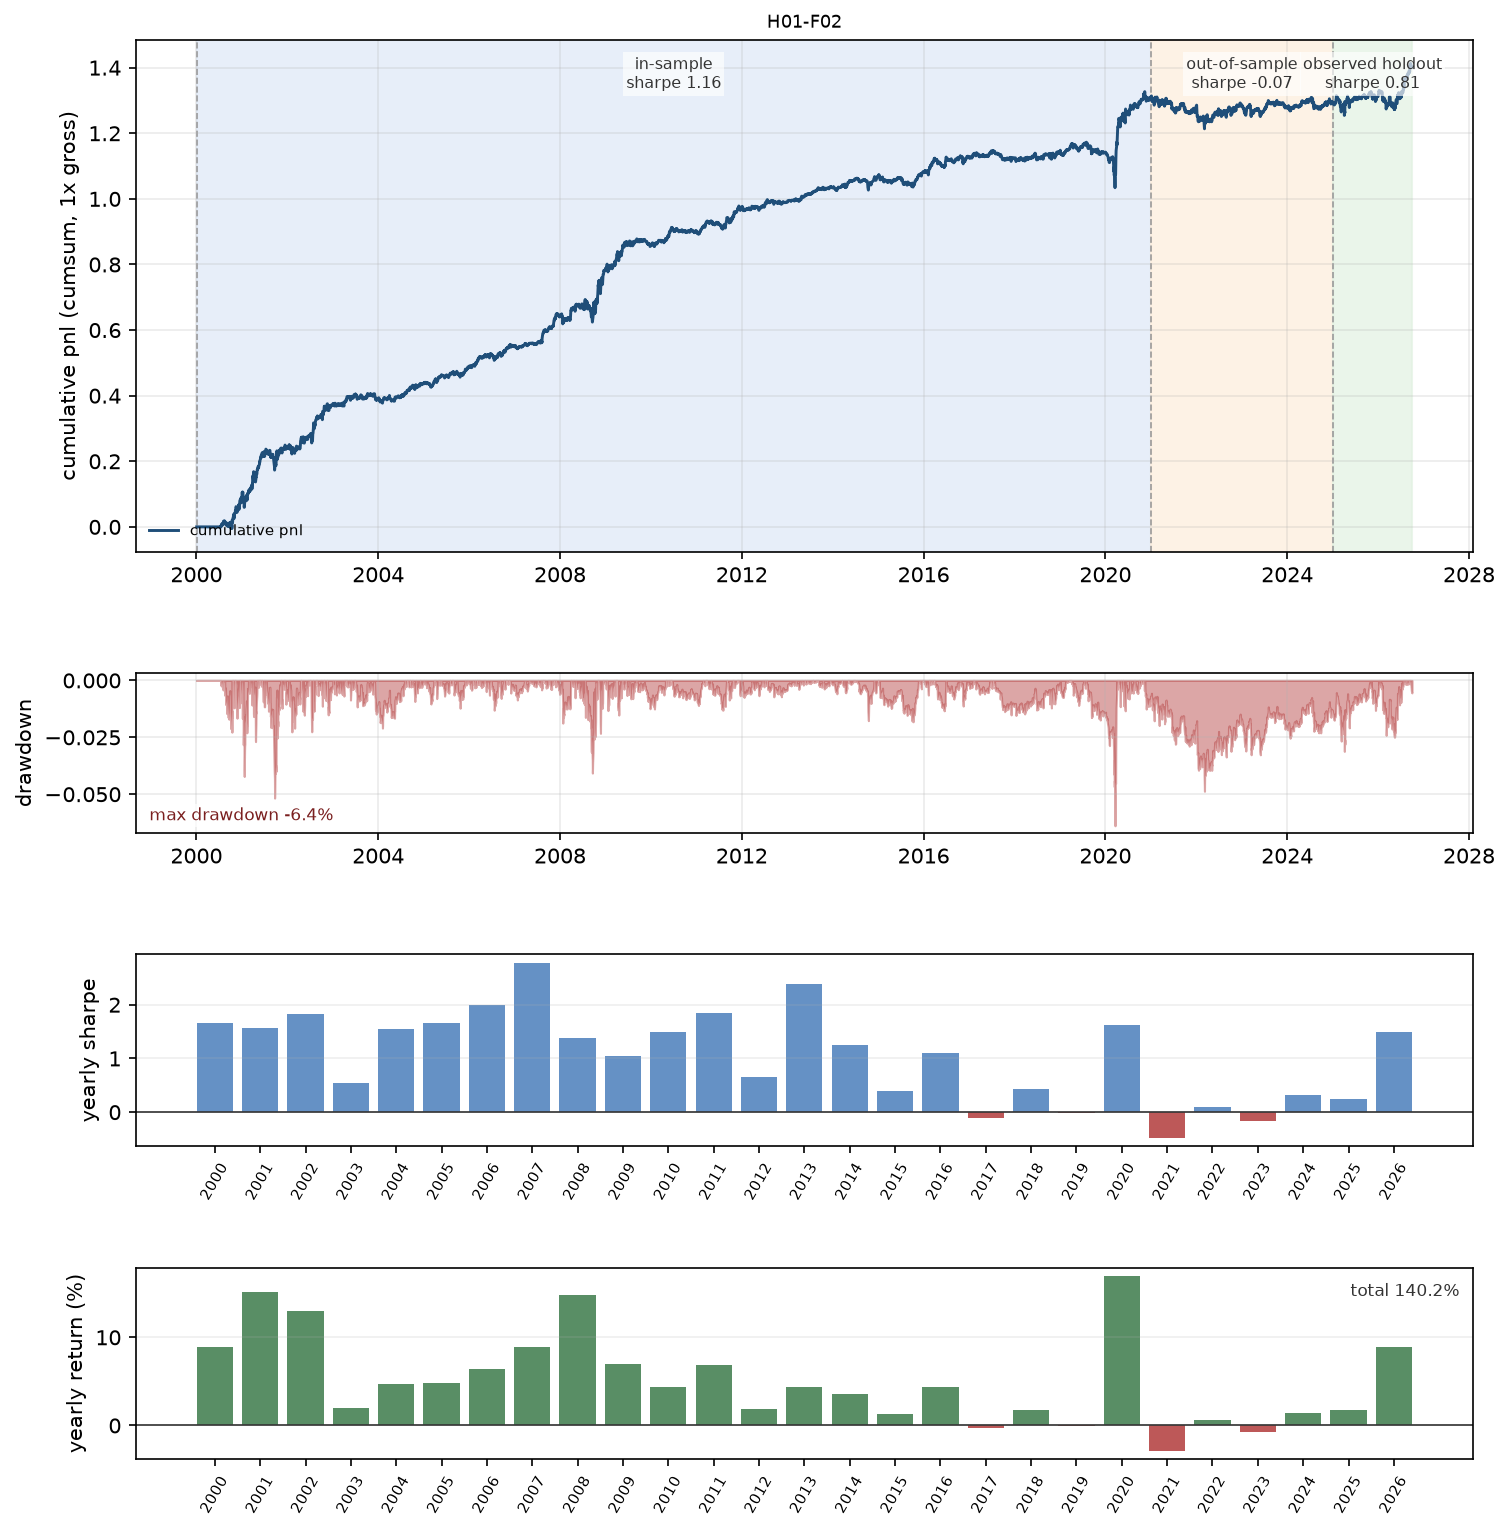 H01-F02
cumulative pnl (cumsum, 1x gross)
1.4
1.2
1.0
0.8
0.6
0.4
0.2
0.0
in-sample
sharpe 1.16
out-of-sample
sharpe -0.07
observed holdout
sharpe 0.81
cumulative pnl
2000 2004 2008 2012 2016 2020 2024 2028
drawdown
0.000
−0.025
−0.050
max drawdown -6.4%
2000 2004 2008 2012 2016 2020 2024 2028
yearly sharpe
2
1
0
2000 2001 2002 2003 2004 2005 2006 2007 2008 2009 2010 2011 2012 2013 2014 2015 2016 2017 2018 2019 2020 2021 2022 2023 2024 2025 2026
yearly return (%)
10
0
total 140.2%
2000 2001 2002 2003 2004 2005 2006 2007 2008 2009 2010 2011 2012 2013 2014 2015 2016 2017 2018 2019 2020 2021 2022 2023 2024 2025 2026